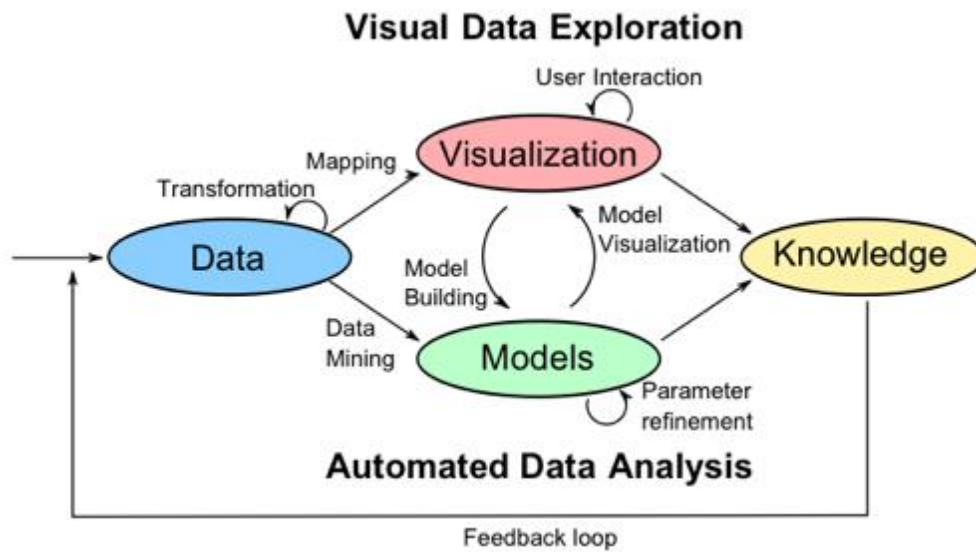 Visual Data Exploration
User Interaction
Visualization
Mapping
Transformation
Data
Model
Visualization
Knowledge
Model
Building
Data
Mining
Models
Parameter
refinement
Automated Data Analysis
Feedback loop